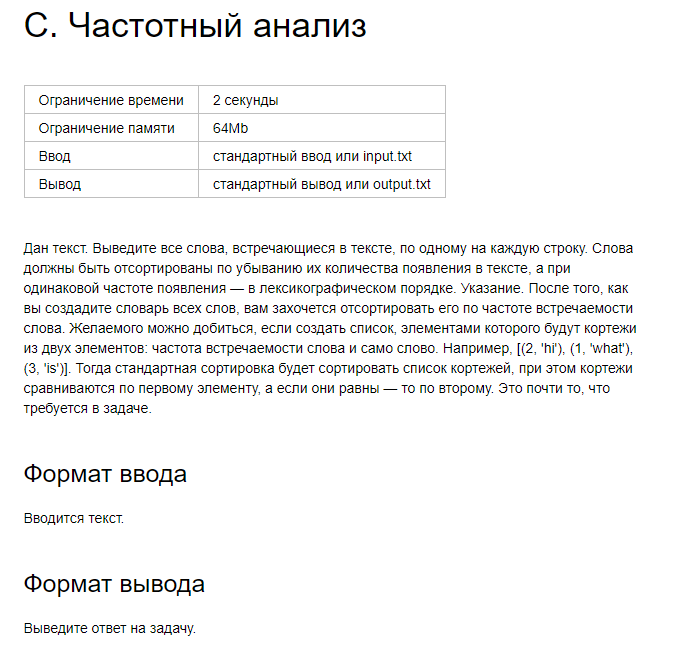 C. Частотный анализ
Ограничение времени 2 секунды
Ограничение памяти 64Mb
Ввод стандартный ввод или input.txt
Вывод стандартный вывод или output.txt
Дан текст. Выведите все слова, встречающиеся в тексте, по одному на каждую строку. Слова
должны быть отсортированы по убыванию их количества появления в тексте, а при
одинаковой частоте появления — в лексикографическом порядке. Указание. После того, как
вы создадите словарь всех слов, вам захочется отсортировать его по частоте встречаемости
слова. Желаемого можно добиться, если создать список, элементами которого будут кортежи
из двух элементов: частота встречаемости слова и само слово. Например, [(2, 'hi'), (1, 'what'),
(3, 'is')]. Тогда стандартная сортировка будет сортировать список кортежей, при этом кортежи
сравниваются по первому элементу, а если они равны — то по второму. Это почти то, что
требуется в задаче.
Формат ввода
Вводится текст.
Формат вывода
Выведите ответ на задачу.